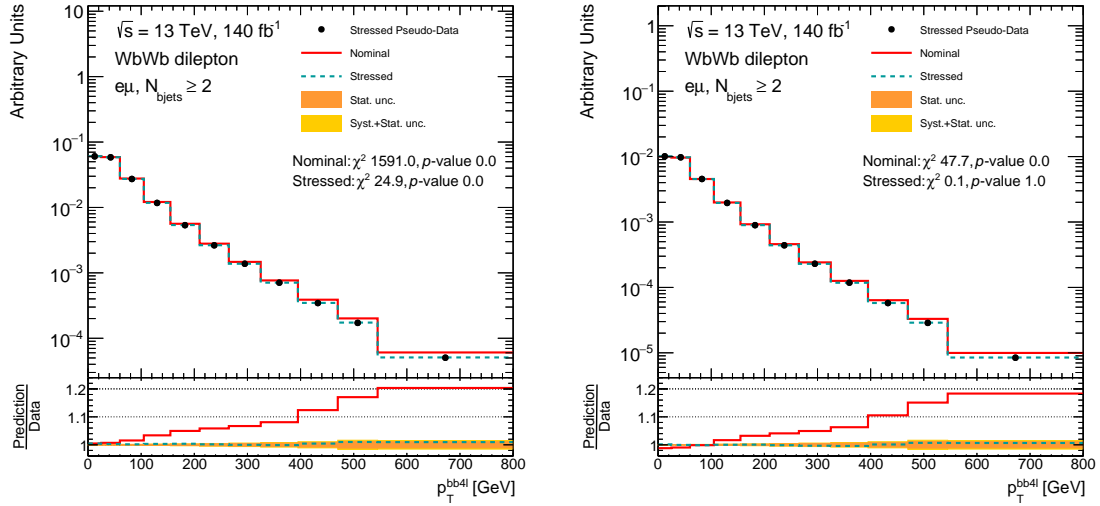 Arbitrary Units
√s = 13 TeV, 140 fb⁻¹
WbWb dilepton
eμ, N_bjets ≥ 2
Stressed Pseudo-Data
Nominal
Stressed
Stat. unc.
Syst.+Stat. unc.
Nominal: χ² 1591.0, p-value 0.0
Stressed: χ² 24.9, p-value 0.0
10
1
10⁻¹
10⁻²
10⁻³
10⁻⁴
Prediction
Data
1.2
1.1
1
0 100 200 300 400 500 600 700 800
p_T^bb4l [GeV]
Arbitrary Units
√s = 13 TeV, 140 fb⁻¹
WbWb dilepton
eμ, N_bjets ≥ 2
Stressed Pseudo-Data
Nominal
Stressed
Stat. unc.
Syst.+Stat. unc.
Nominal: χ² 47.7, p-value 0.0
Stressed: χ² 0.1, p-value 1.0
1
10⁻¹
10⁻²
10⁻³
10⁻⁴
10⁻⁵
Prediction
Data
1.2
1.1
1
0 100 200 300 400 500 600 700 800
p_T^bb4l [GeV]